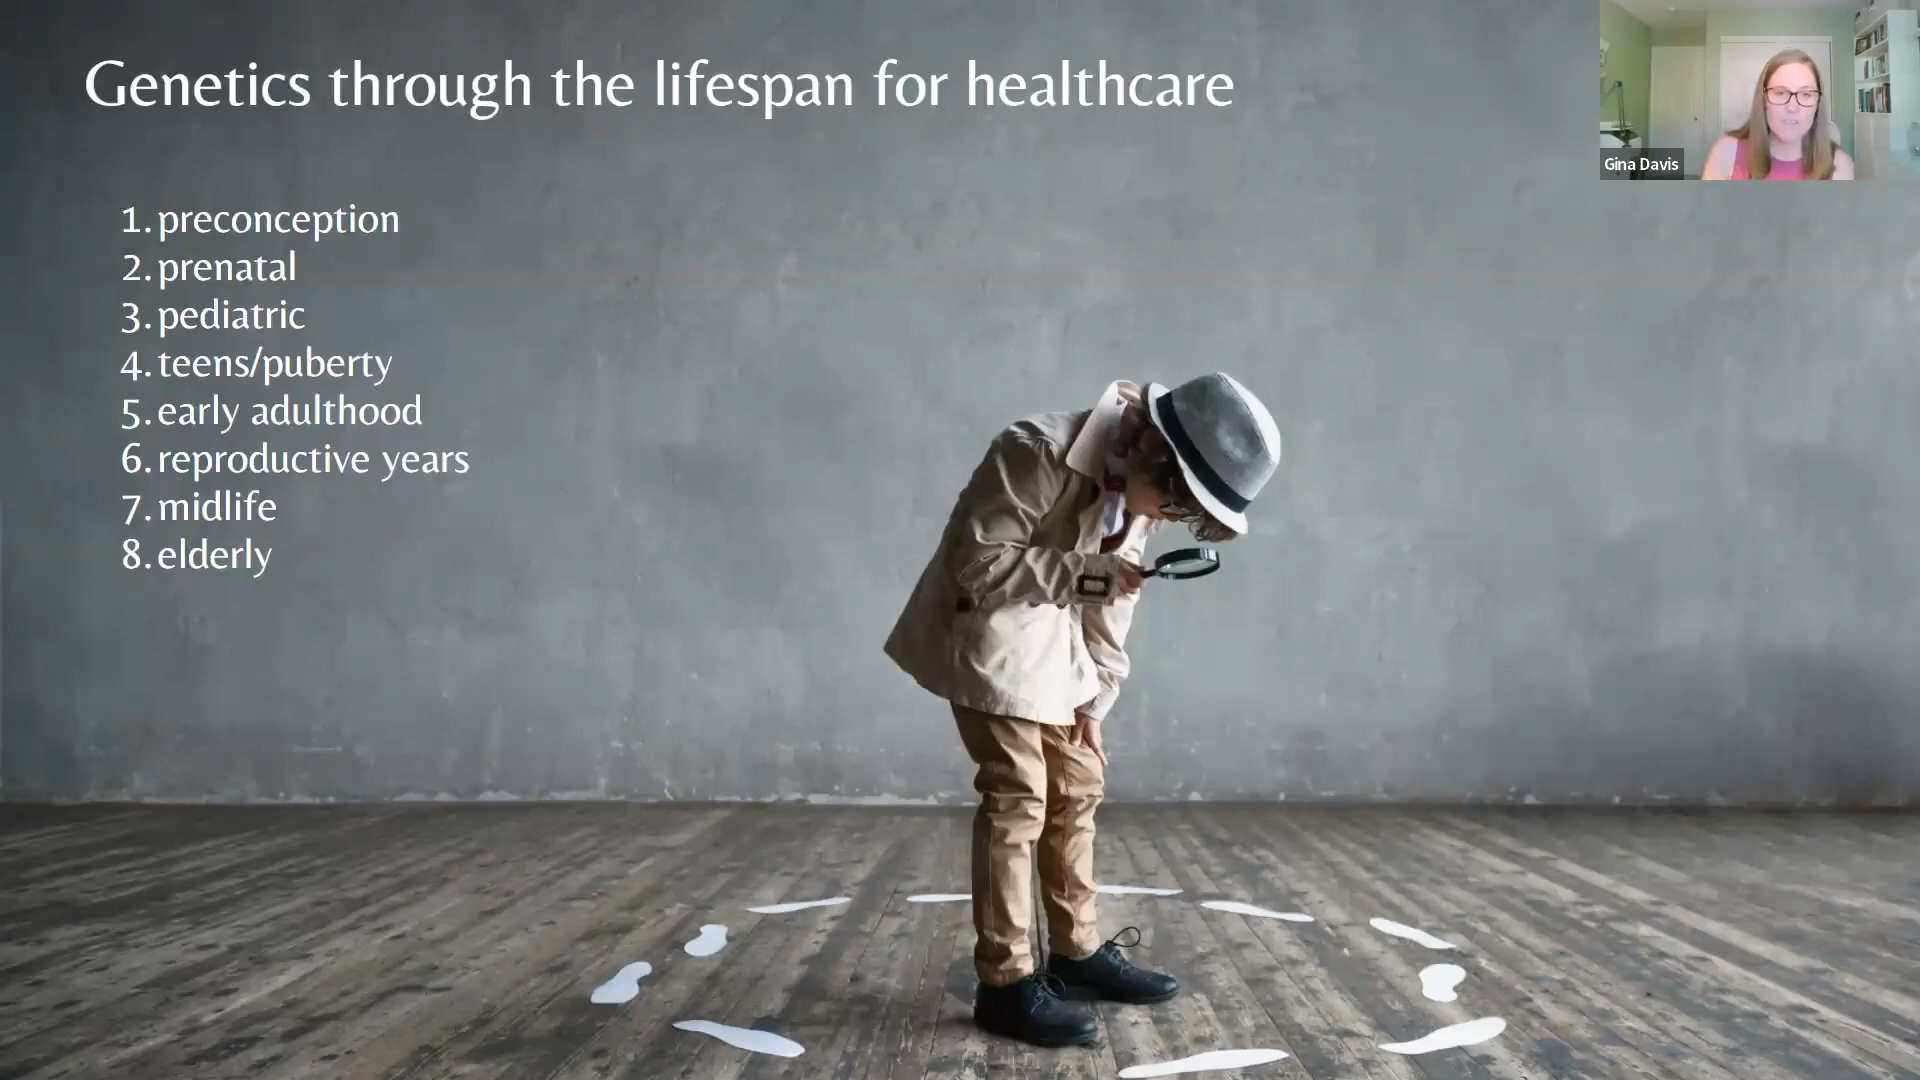 Genetics through the lifespan for healthcare
Gina Davis
1. preconception
2. prenatal
3. pediatric
4. teens/puberty
5. early adulthood
6. reproductive years
7. midlife
8. elderly